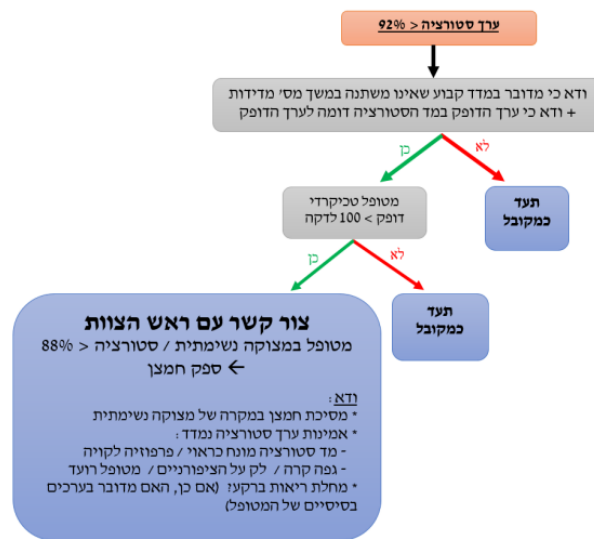 ערך סטורציה < 92%
ודא כי מדובר במדד קבוע שאינו משתנה במשך מס' מדידות
+ ודא כי ערך הדופק במד הסטורציה דומה לערך הדופק
כן
לא
מטופל טכיקרדי
דופק > 100 לדקה
תעד
כמקובל
כן
לא
צור קשר עם ראש הצוות
מטופל במצוקה נשימתית / סטורציה < 88%
← ספק חמצן
ודא:
* מסיכת חמצן במקרה של מצוקה נשימתית
* אמינות ערך סטורציה נמדד:
- מד סטורציה מונח כראוי / פרפוזיה לקויה
- גפה קרה / לק על הציפורניים / מטופל רועד
* מחלת ריאות ברקע? (אם כן, האם מדובר בערכים
בסיסיים של המטופל)
תעד
כמקובל